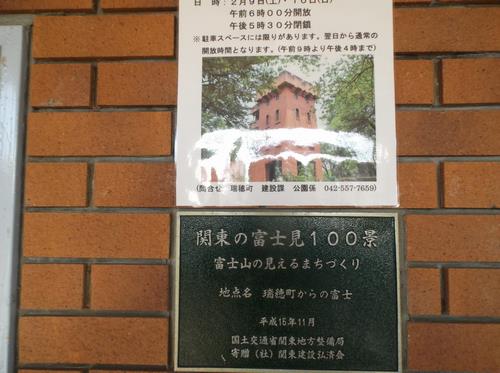 日 時：２月９日(土)・１０日(日)
午前６時００分開放
午後５時３０分閉鎖
※ 駐車スペースには限りがあります。翌日から通常の
開放時間となります。(午前９時より午後４時まで)
(問合せ 瑞穂町 建設課 公園係 042-557-7659)
関東の富士見１００景
富士山の見えるまちづくり
地点名 瑞穂町からの富士
平成16年11月
国土交通省関東地方整備局
寄贈（社）関東建設弘済会